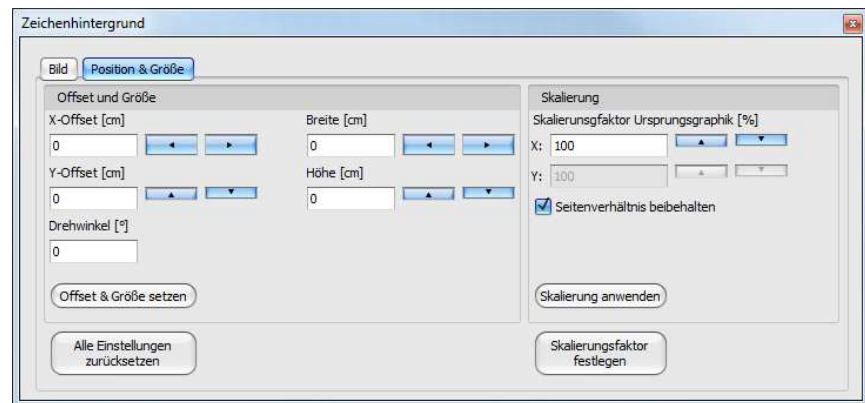 Zeichenhintergrund
Bild Position & Größe
Offset und Größe
X-Offset [cm] Breite [cm]
0 0
Y-Offset [cm] Höhe [cm]
0 0
Drehwinkel [º]
0
Offset & Größe setzen
Alle Einstellungen
zurücksetzen
Skalierung
Skalierunsgfaktor Ursprungsgraphik [%]
X: 100
Y: 100
Seitenverhältnis beibehalten
Skalierung anwenden
Skalierungsfaktor
festlegen